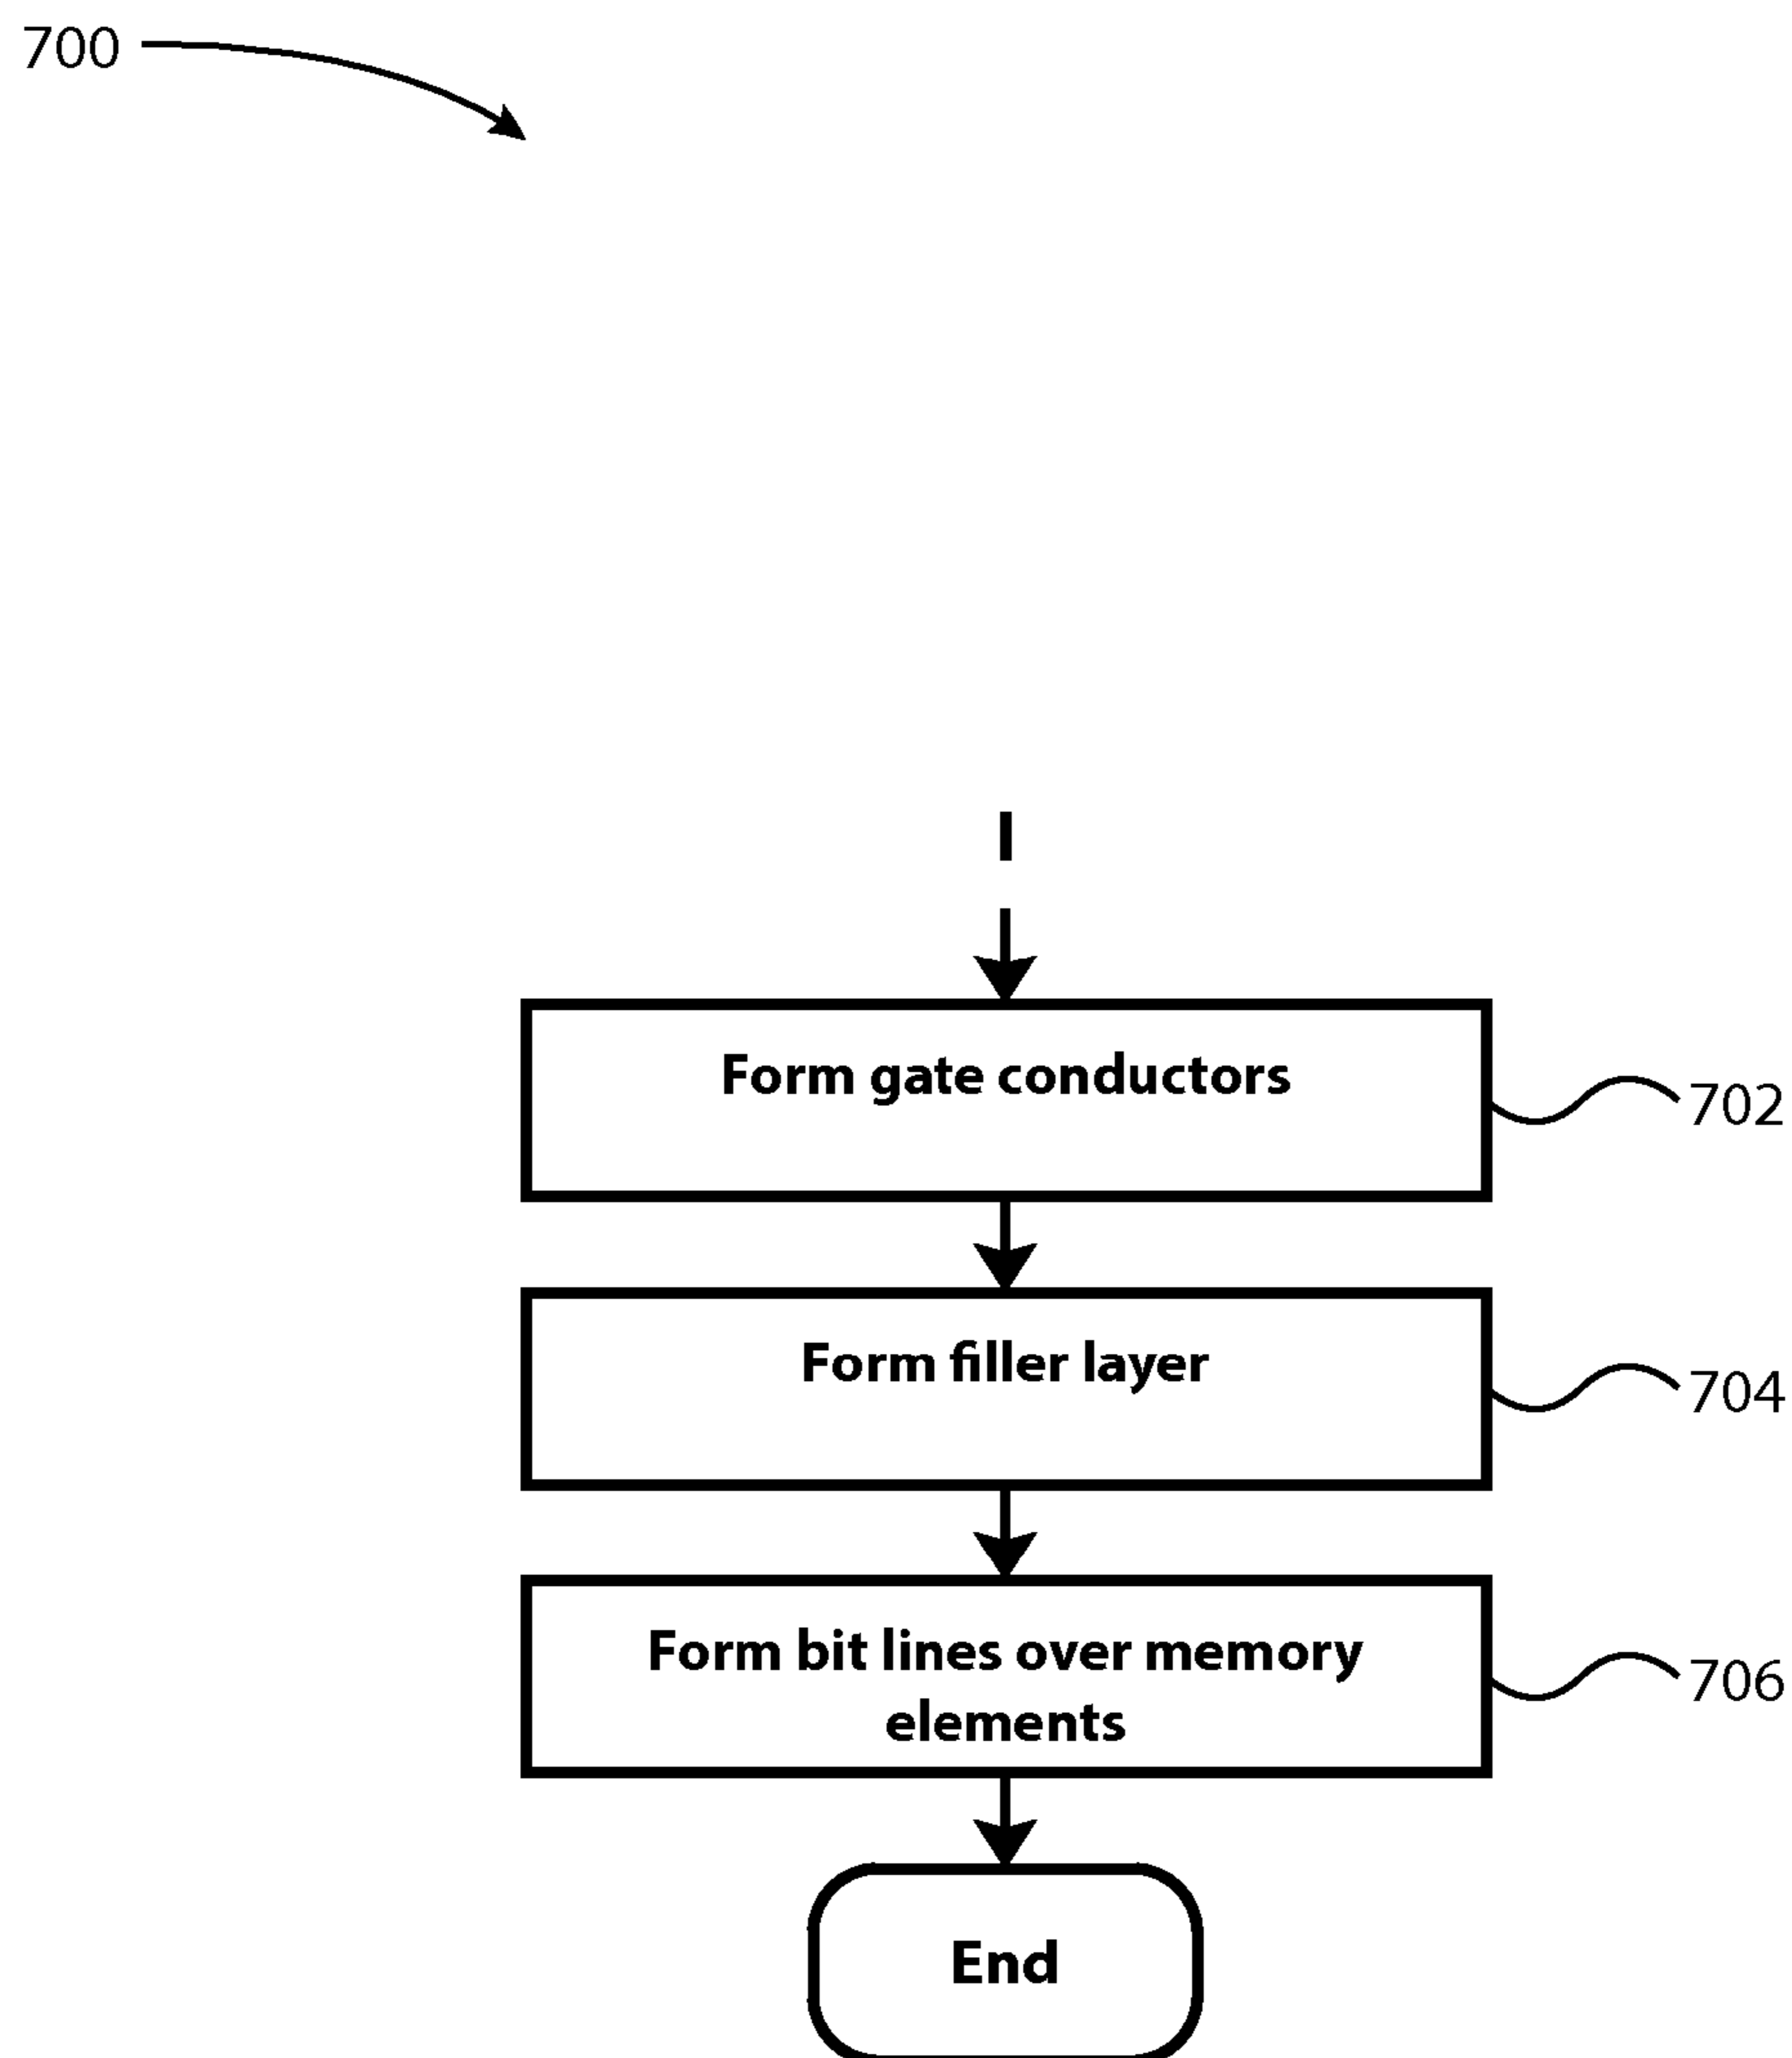 700
Form gate conductors
702
Form filler layer
704
Form bit lines over memory
elements
706
End